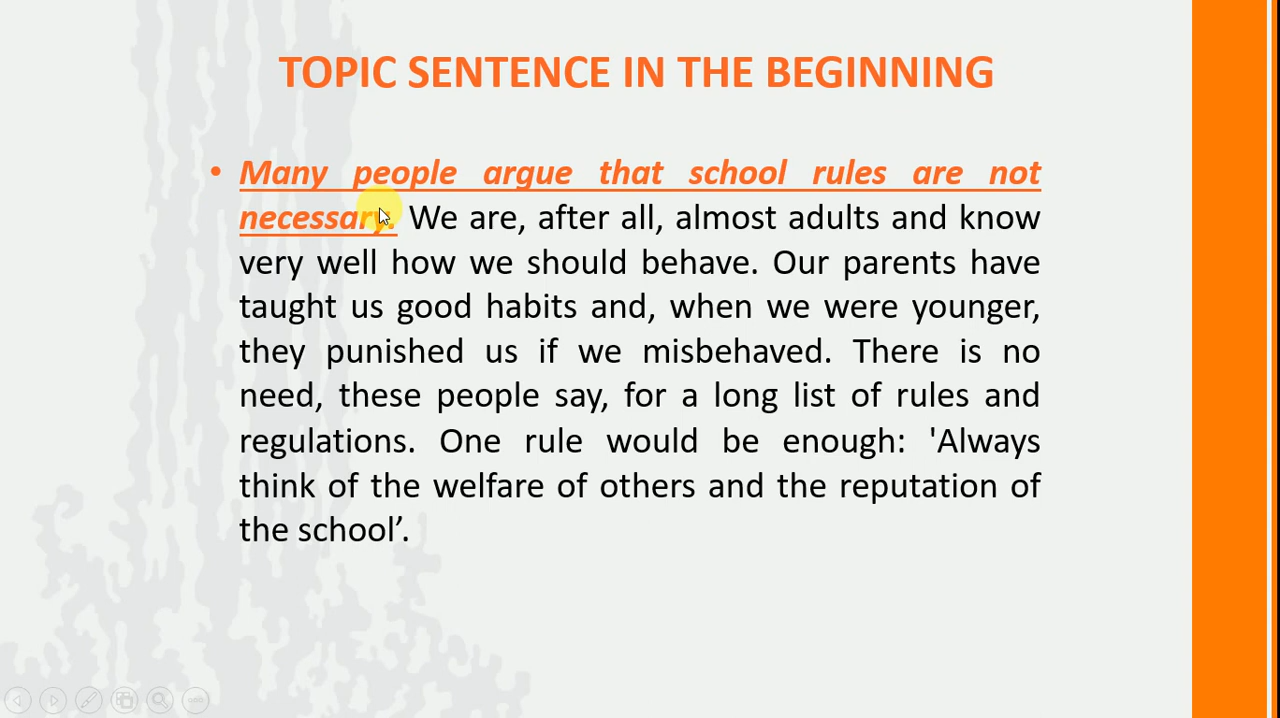 TOPIC SENTENCE IN THE BEGINNING
• Many people argue that school rules are not
necessary. We are, after all, almost adults and know
very well how we should behave. Our parents have
taught us good habits and, when we were younger,
they punished us if we misbehaved. There is no
need, these people say, for a long list of rules and
regulations. One rule would be enough: 'Always
think of the welfare of others and the reputation of
the school’.